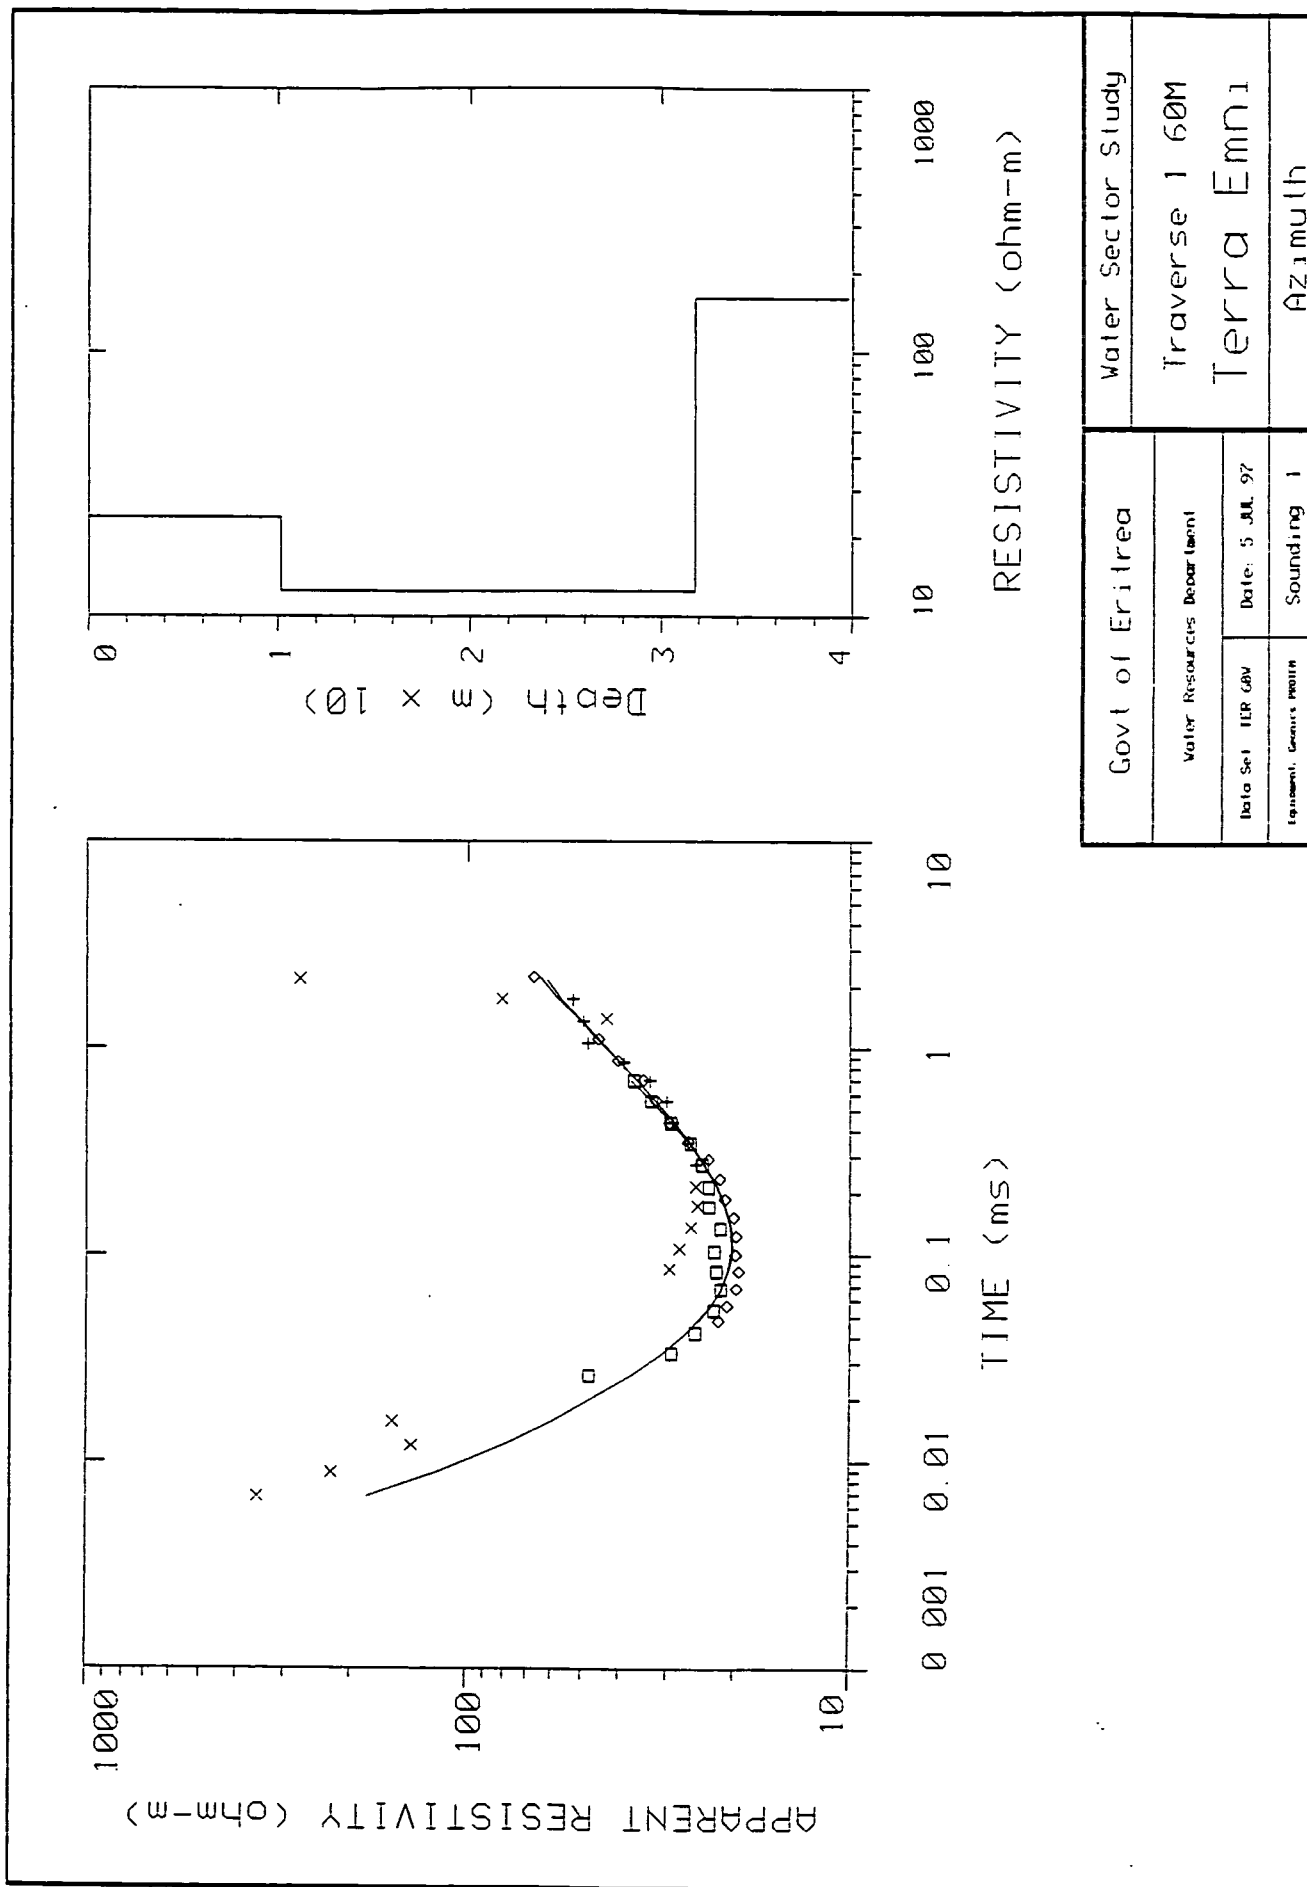 APPARENT RESISTIVITY (ohm-m)
1000
100
10
0 001
0.01
0.1
1
10
TIME (ms)
Depth (m × 10)
0
1
2
3
4
10
100
1000
RESISTIVITY (ohm-m)
Govt of Eritrea
Water Sector Study
Water Resources Department
Traverse 1 60M
Terra Emni
Data Set
Date: 5 JUL 97
Sounding 1
Azimuth